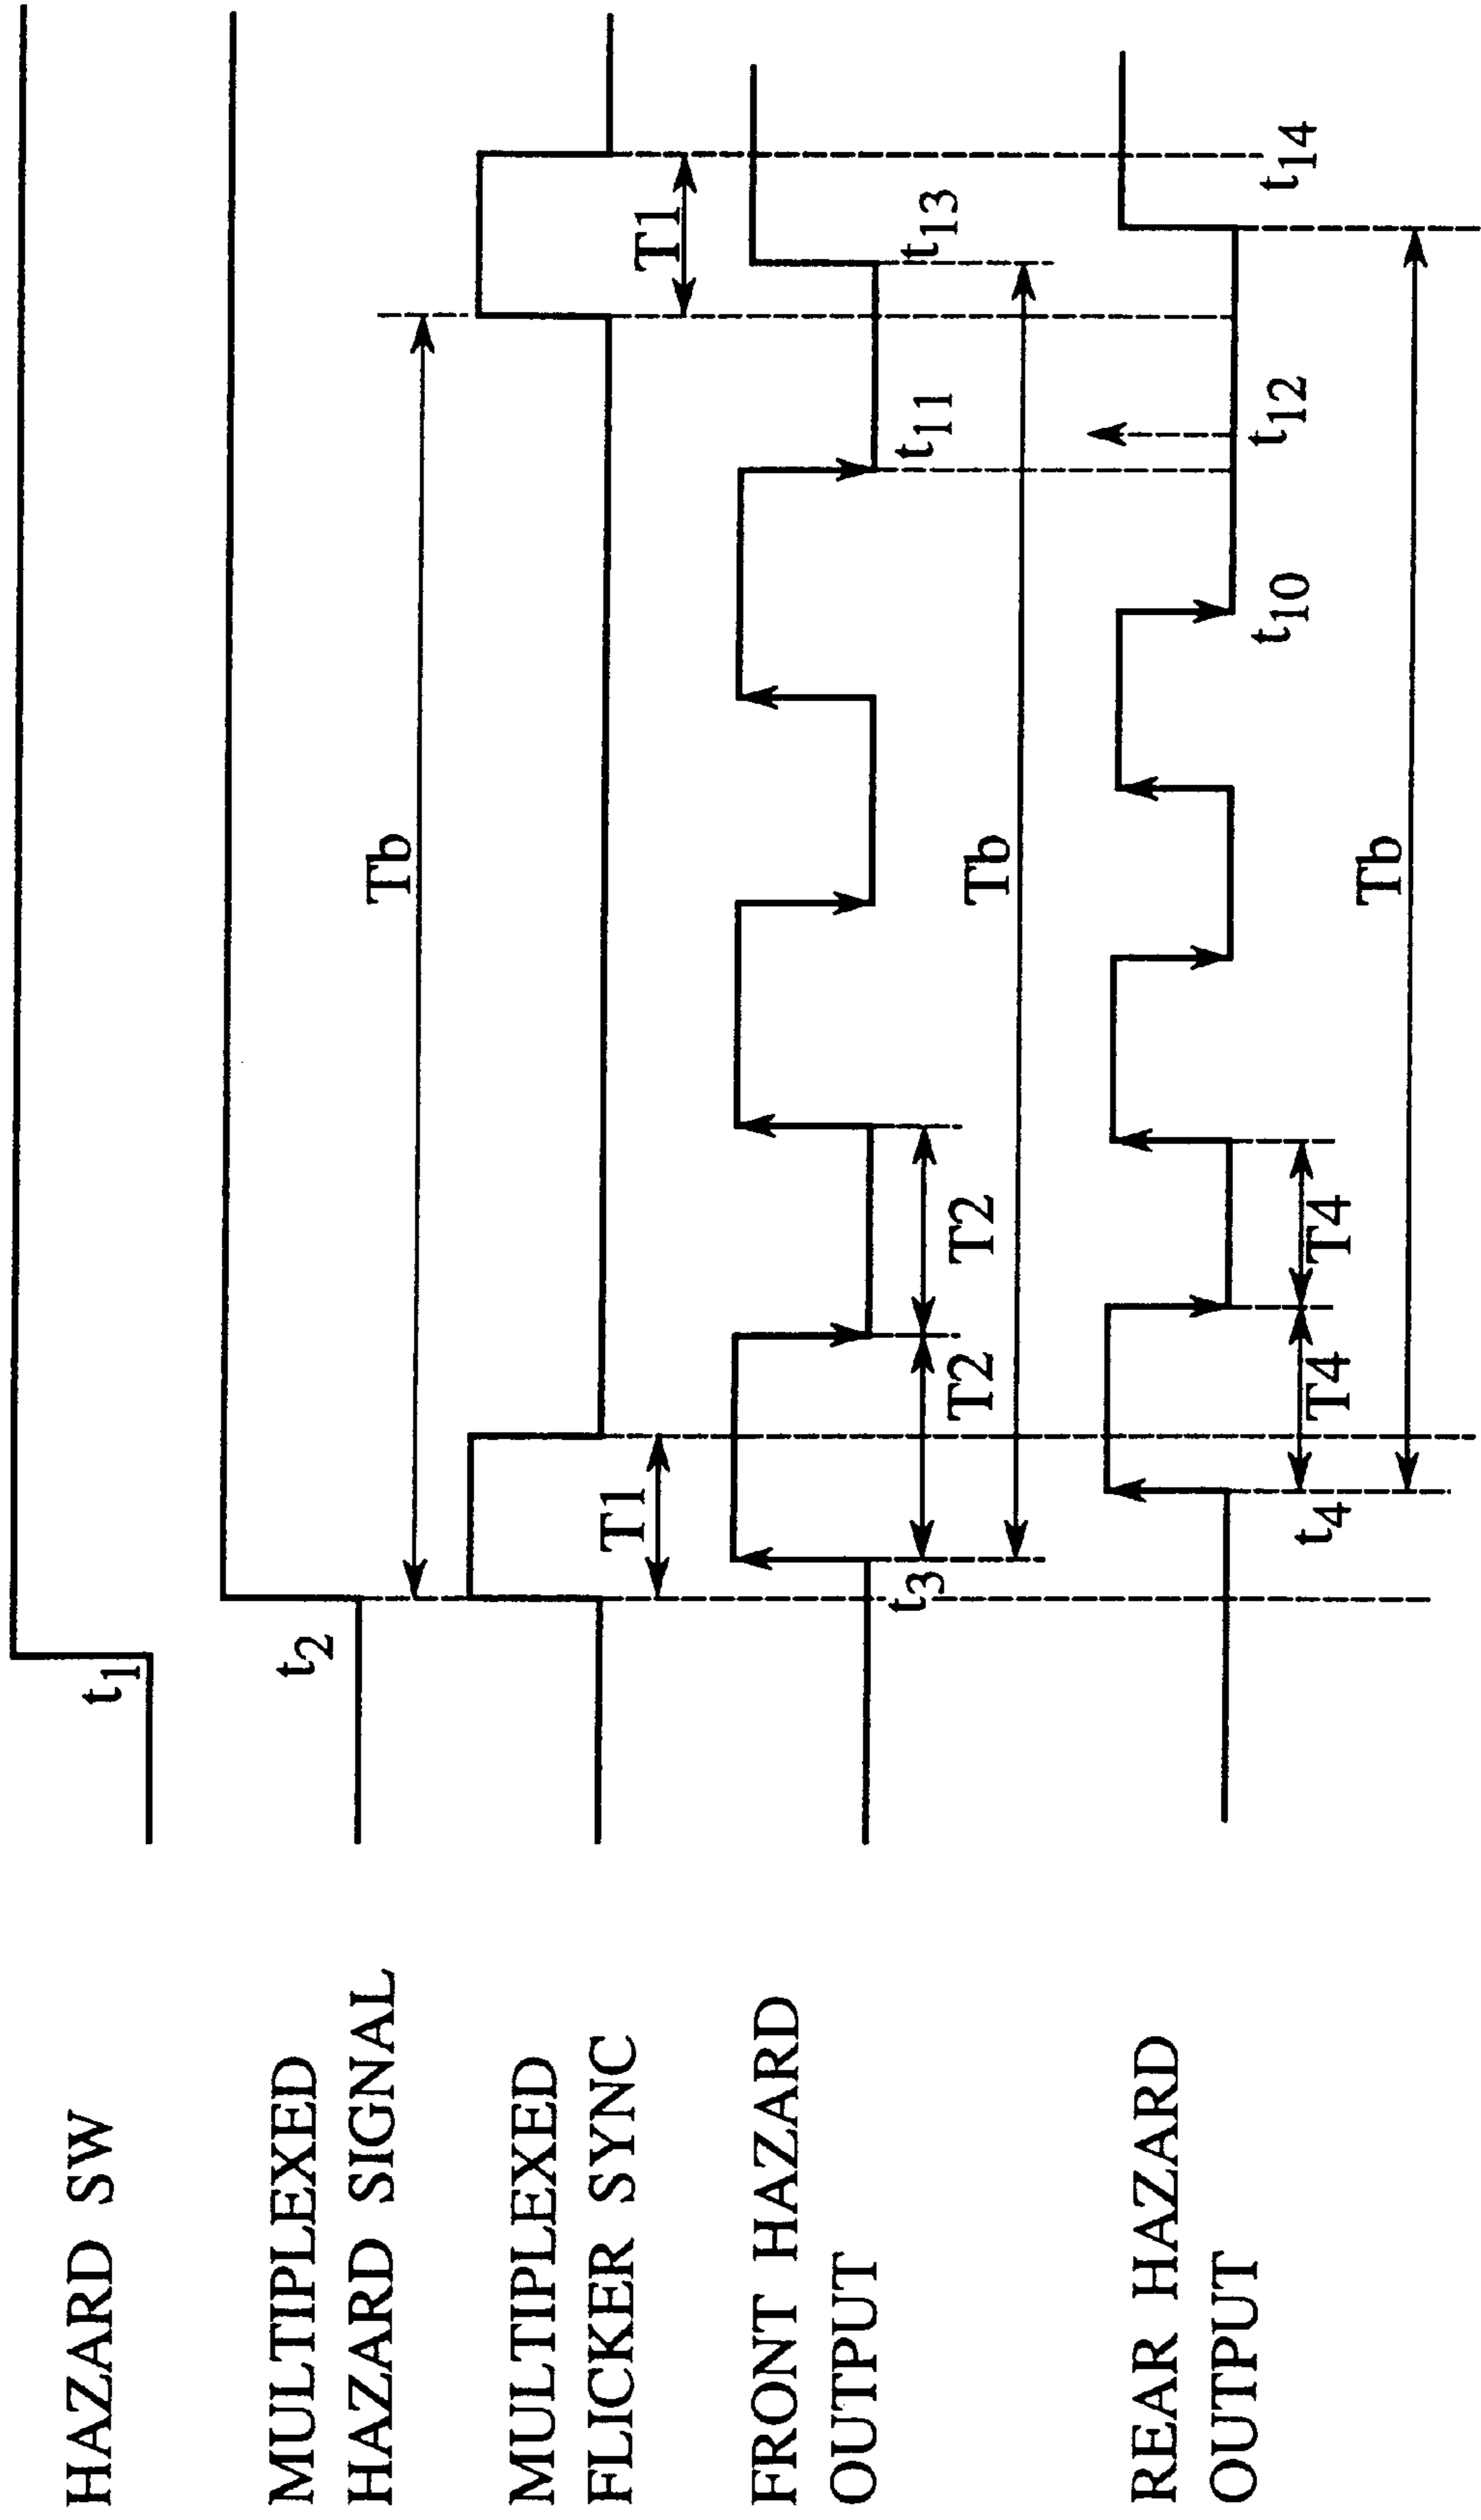 HAZARD SW
t1
MULTIPLEXED
HAZARD SIGNAL
t2
Tb
MULTIPLEXED
FLICKER SYNC
T1
T1
FRONT HAZARD
OUTPUT
t3
T2
T2
Tb
t11
t13
REAR HAZARD
OUTPUT
t4
T4
T4
Tb
t10
t12
t14